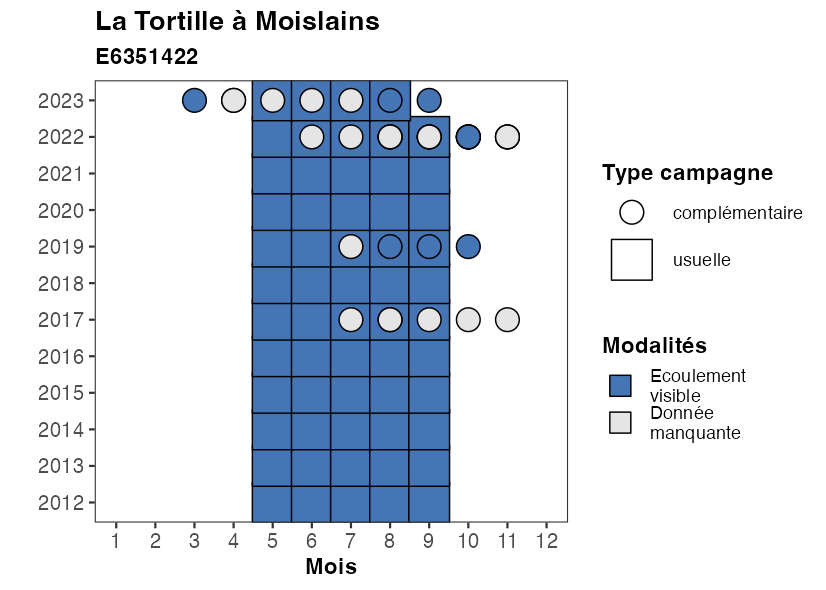 La Tortille à Moislains
E6351422
2023
2022
2021
2020
2019
2018
2017
2016
2015
2014
2013
2012
1 2 3 4 5 6 7 8 9 10 11 12
Mois
Type campagne
complémentaire
usuelle
Modalités
Ecoulement
visible
Donnée
manquante